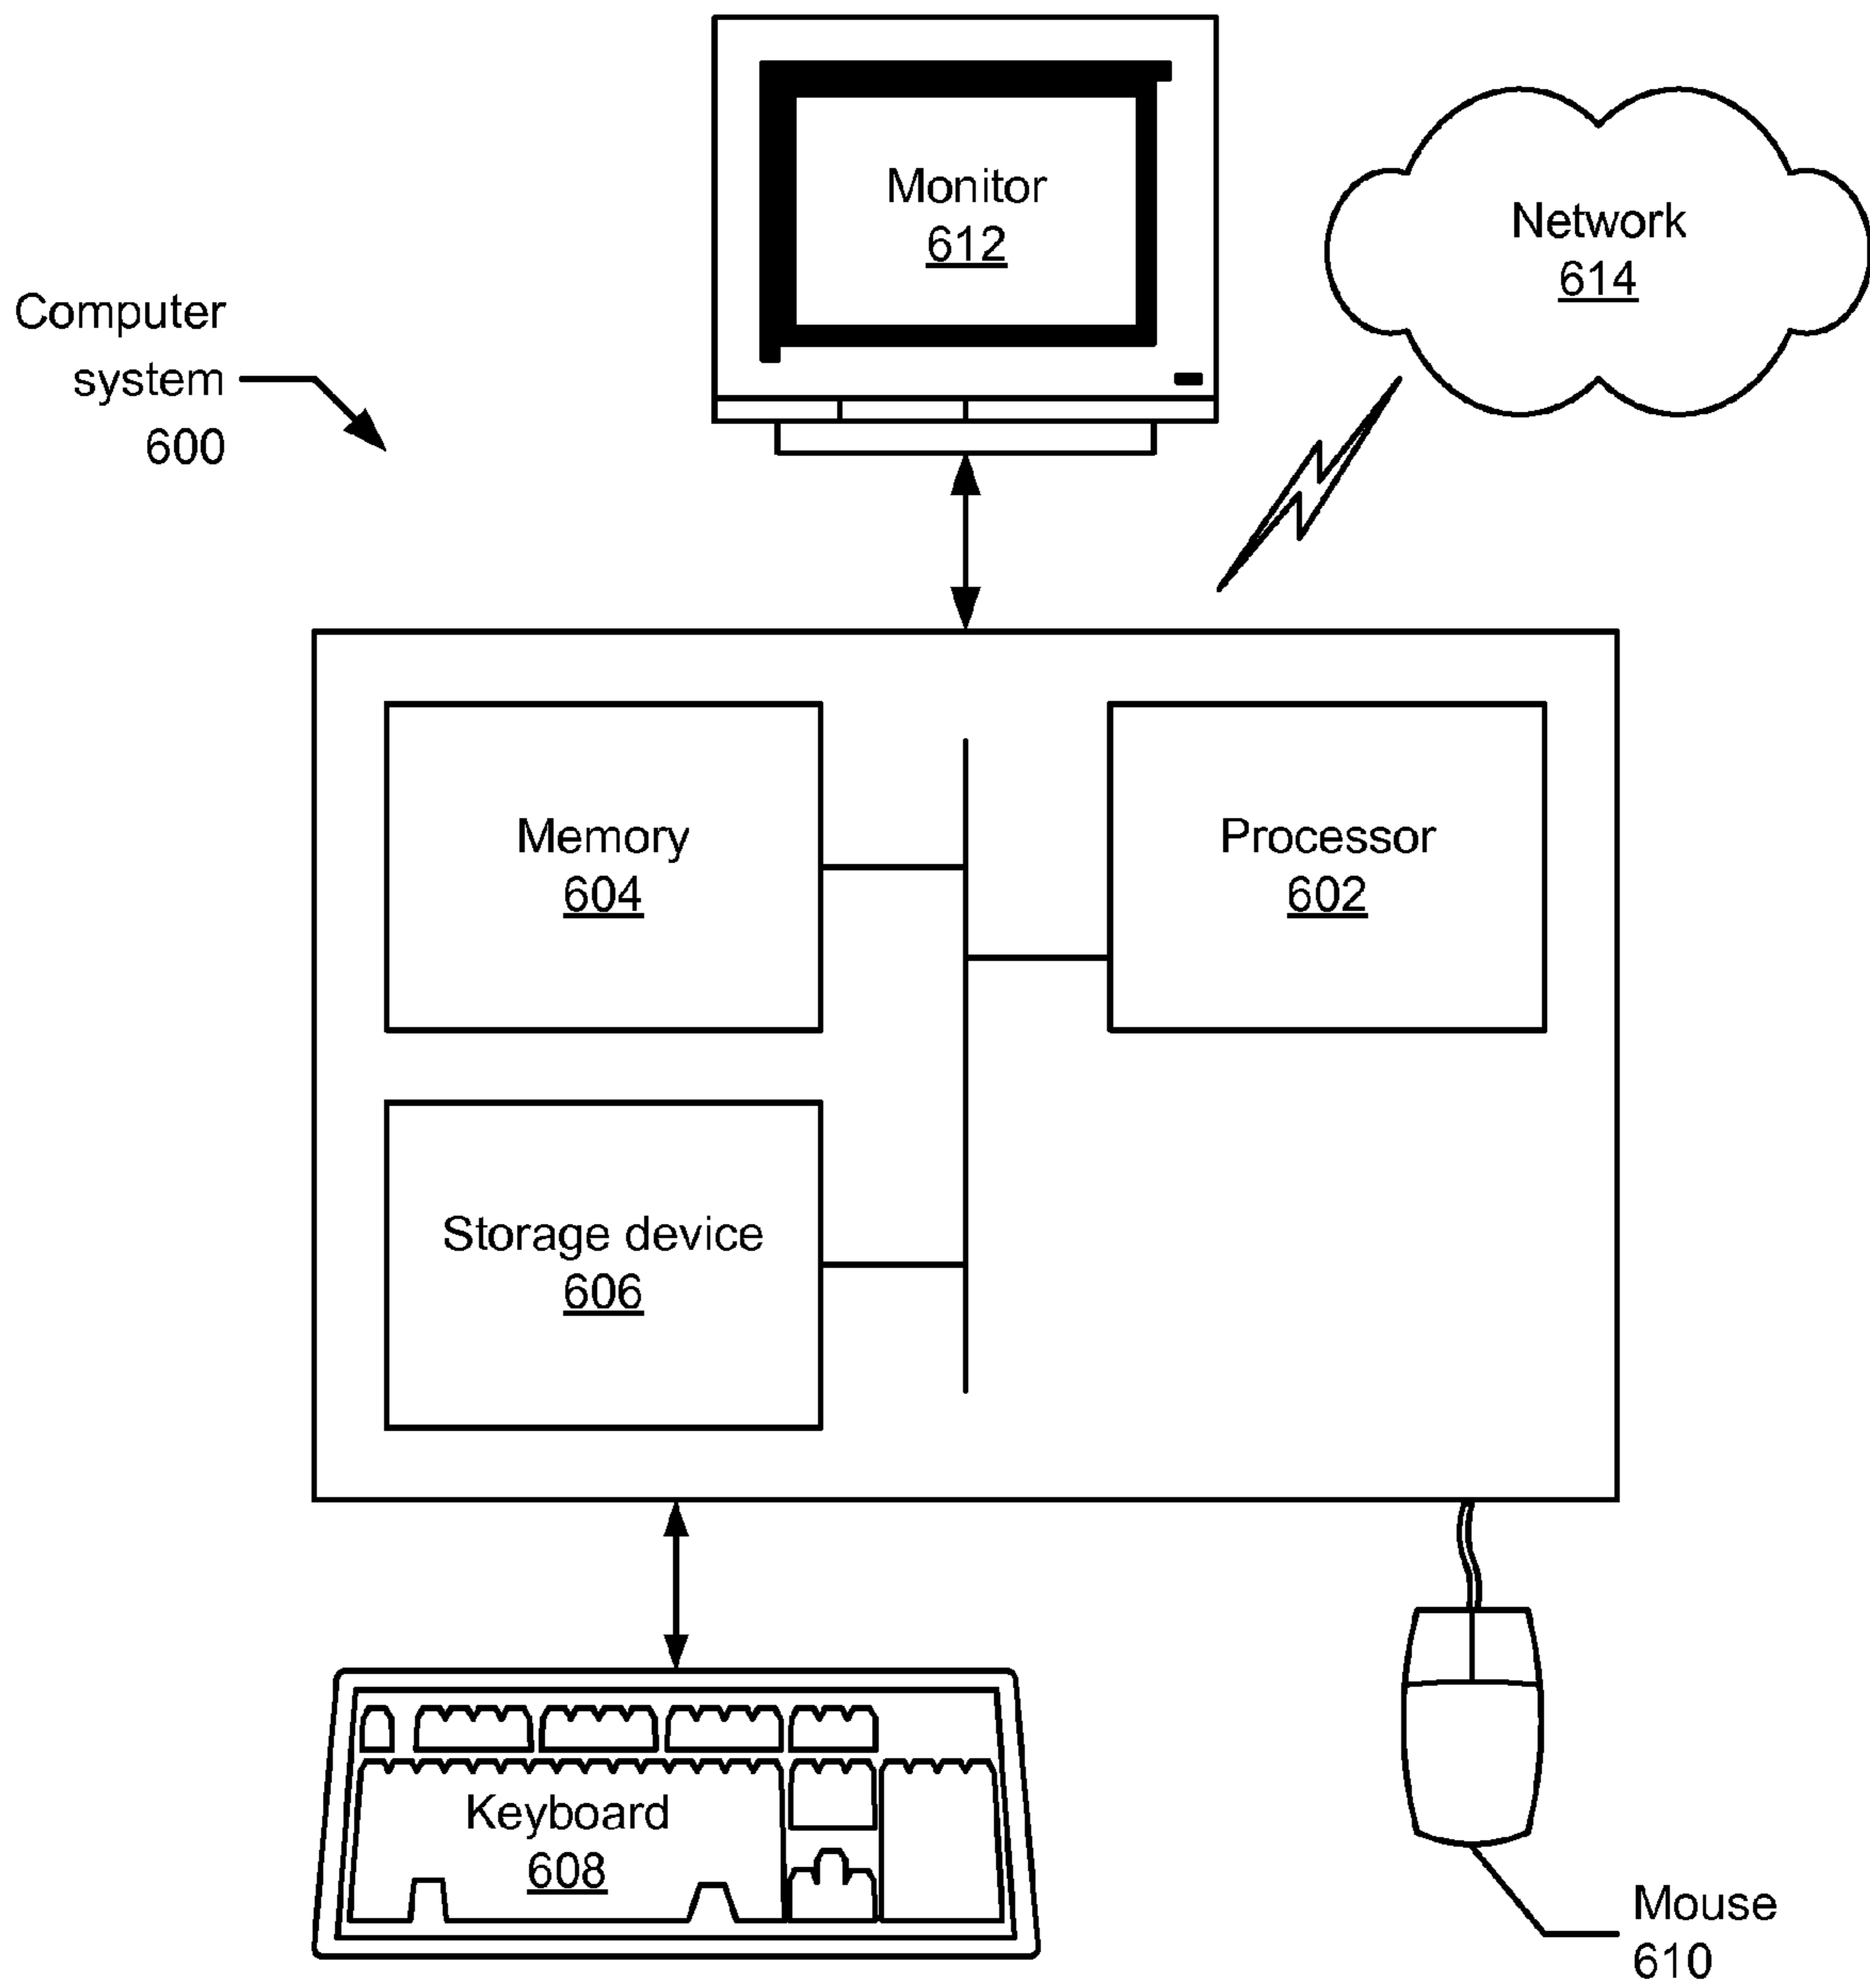 Monitor
612
Network
614
Computer
system
600
Memory
604
Processor
602
Storage device
606
Keyboard
608
Mouse
610